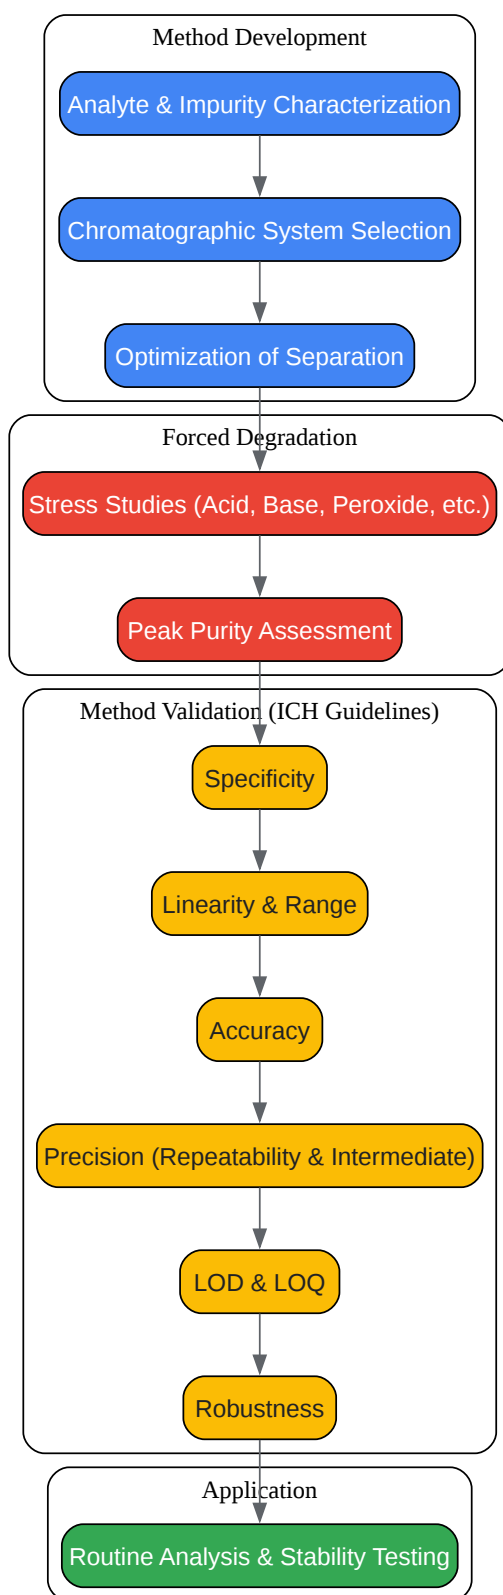 Method Development
Analyte & Impurity Characterization
Chromatographic System Selection
Optimization of Separation
Forced Degradation
Stress Studies (Acid, Base, Peroxide, etc.)
Peak Purity Assessment
Method Validation (ICH Guidelines)
Specificity
Linearity & Range
Accuracy
Precision (Repeatability & Intermediate)
LOD & LOQ
Robustness
Application
Routine Analysis & Stability Testing